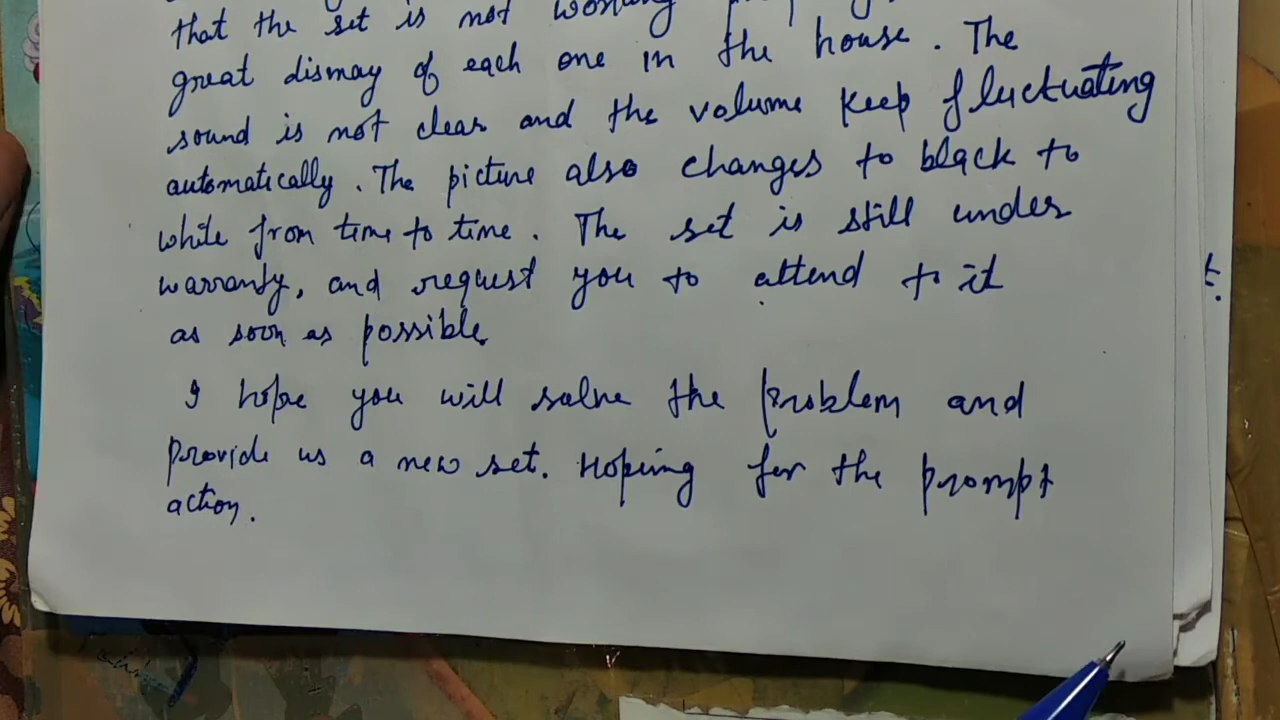 that the set is not working
great dismay of each one in the house. The
sound is not clear and the volume keep fluctuating
automatically. The picture also changes to black to
white from time to time. The set is still under
warranty, and request you to attend to it
as soon as possible
I hope you will solve the problem and
provide us a new set. Hoping for the prompt
action.